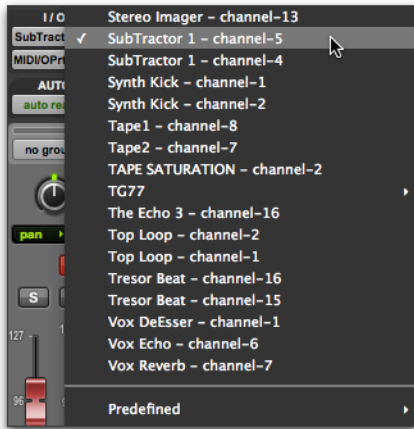 I / O
Stereo Imager – channel–13
SubTract
✓ SubTractor 1 – channel–5
MIDI/OPrt
SubTractor 1 – channel–4
Synth Kick – channel–1
AUTO
Synth Kick – channel–2
auto rea
Tape1 – channel–8
Tape2 – channel–7
no grou
TAPE SATURATION – channel–2
TG77
The Echo 3 – channel–16
pan
Top Loop – channel–2
Top Loop – channel–1
Tresor Beat – channel–16
S
Tresor Beat – channel–15
Vox DeEsser – channel–1
127
Vox Echo – channel–6
Vox Reverb – channel–7
96
Predefined